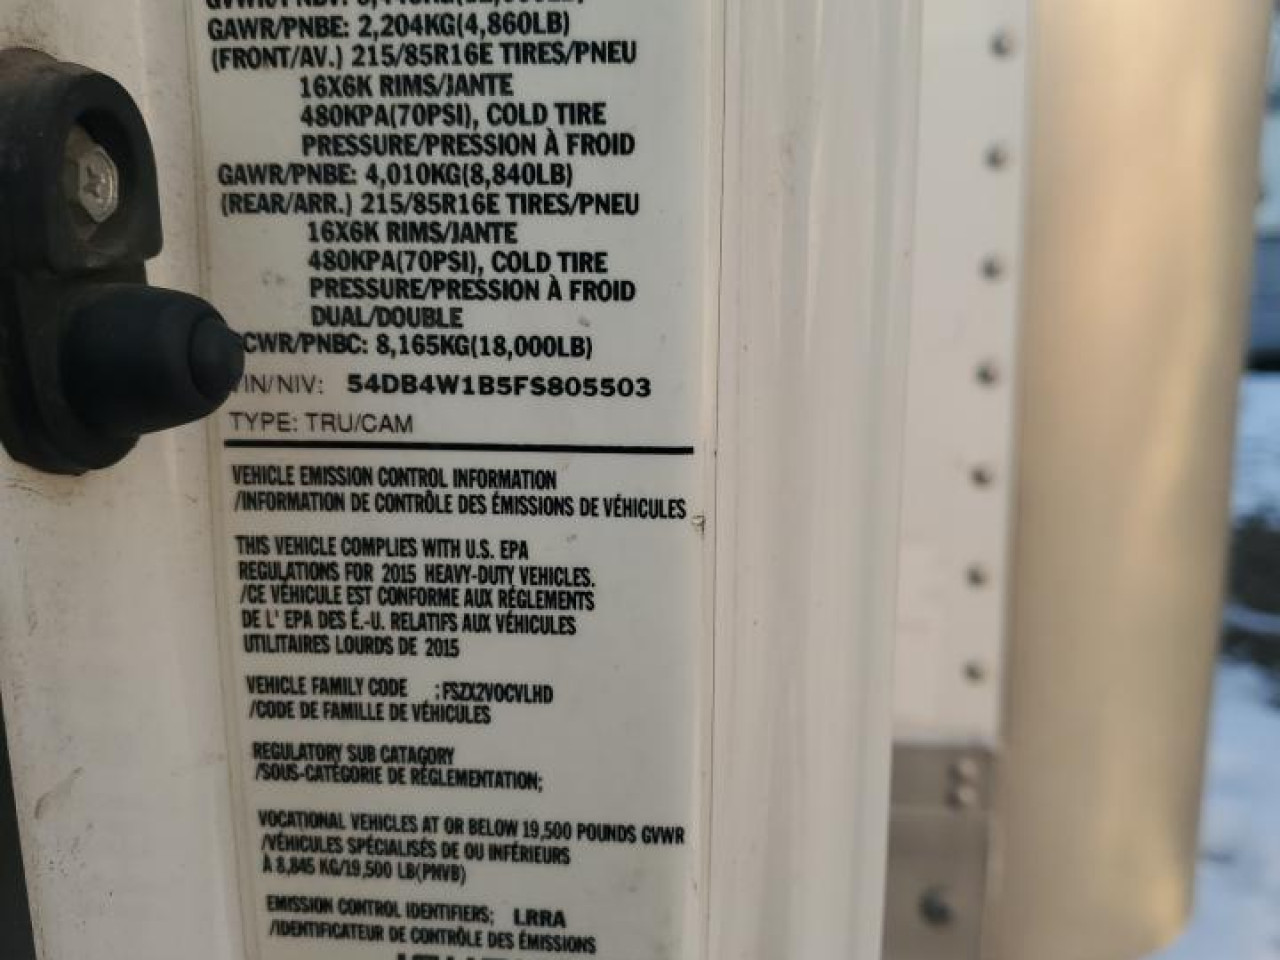 GAWR/PNBE: 2,204KG(4,860LB)
(FRONT/AV.) 215/85R16E TIRES/PNEU
16X6K RIMS/JANTE
480KPA(70PSI), COLD TIRE
PRESSURE/PRESSION À FROID
GAWR/PNBE: 4,010KG(8,840LB)
(REAR/ARR.) 215/85R16E TIRES/PNEU
16X6K RIMS/JANTE
480KPA(70PSI), COLD TIRE
PRESSURE/PRESSION À FROID
DUAL/DOUBLE
CWR/PNBC: 8,165KG(18,000LB)
IN/NIV: 54DB4W1B5FS805503
TYPE: TRU/CAM
VEHICLE EMISSION CONTROL INFORMATION
/INFORMATION DE CONTRÔLE DES ÉMISSIONS DE VÉHICULES
THIS VEHICLE COMPLIES WITH U.S. EPA
REGULATIONS FOR 2015 HEAVY-DUTY VEHICLES.
/CE VÉHICULE EST CONFORME AUX RÉGLEMENTS
DE L' EPA DES É.-U. RELATIFS AUX VÉHICULES
UTILITAIRES LOURDS DE 2015
VEHICLE FAMILY CODE :FSZX2VOCVLHD
/CODE DE FAMILLE DE VÉHICULES
REGULATORY SUB CATAGORY
/SOUS-CATÉGORIE DE RÉGLEMENTATION;
VOCATIONAL VEHICLES AT OR BELOW 19,500 POUNDS GVWR
/VÉHICULES SPÉCIALISÉS DE OU INFÉRIEURS
À 8,845 KG/19,500 LB(PNVB)
EMISSION CONTROL IDENTIFIERS; LRRA
/IDENTIFICATEUR DE CONTRÔLE DES ÉMISSIONS